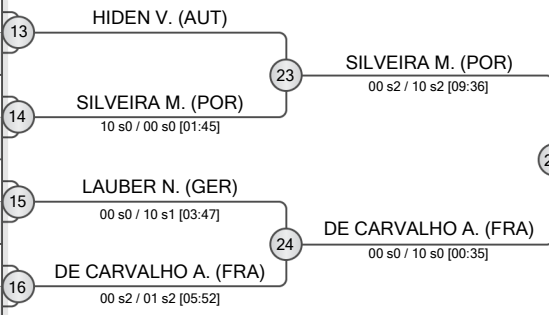 HIDEN V. (AUT)
13
23
SILVEIRA M. (POR)
00 s2 / 10 s2 [09:36]
14
SILVEIRA M. (POR)
10 s0 / 00 s0 [01:45]
15
LAUBER N. (GER)
00 s0 / 10 s1 [03:47]
24
DE CARVALHO A. (FRA)
00 s0 / 10 s0 [00:35]
16
DE CARVALHO A. (FRA)
00 s2 / 01 s2 [05:52]